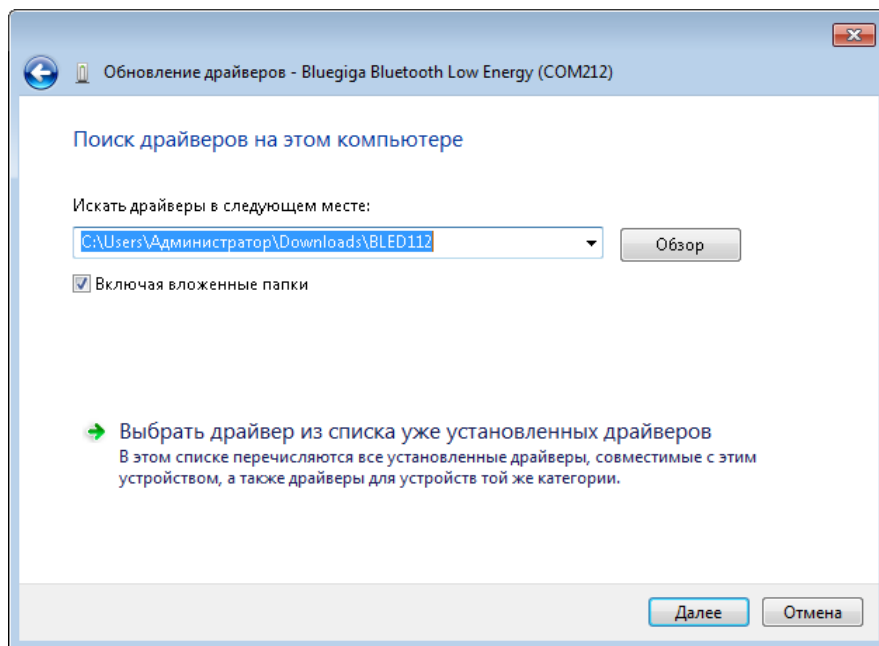 Обновление драйверов - Bluegiga Bluetooth Low Energy (COM212)
Поиск драйверов на этом компьютере
Искать драйверы в следующем месте:
C:\Users\Администратор\Downloads\BLED112
Обзор
Включая вложенные папки
Выбрать драйвер из списка уже установленных драйверов
В этом списке перечисляются все установленные драйверы, совместимые с этим
устройством, а также драйверы для устройств той же категории.
Далее
Отмена